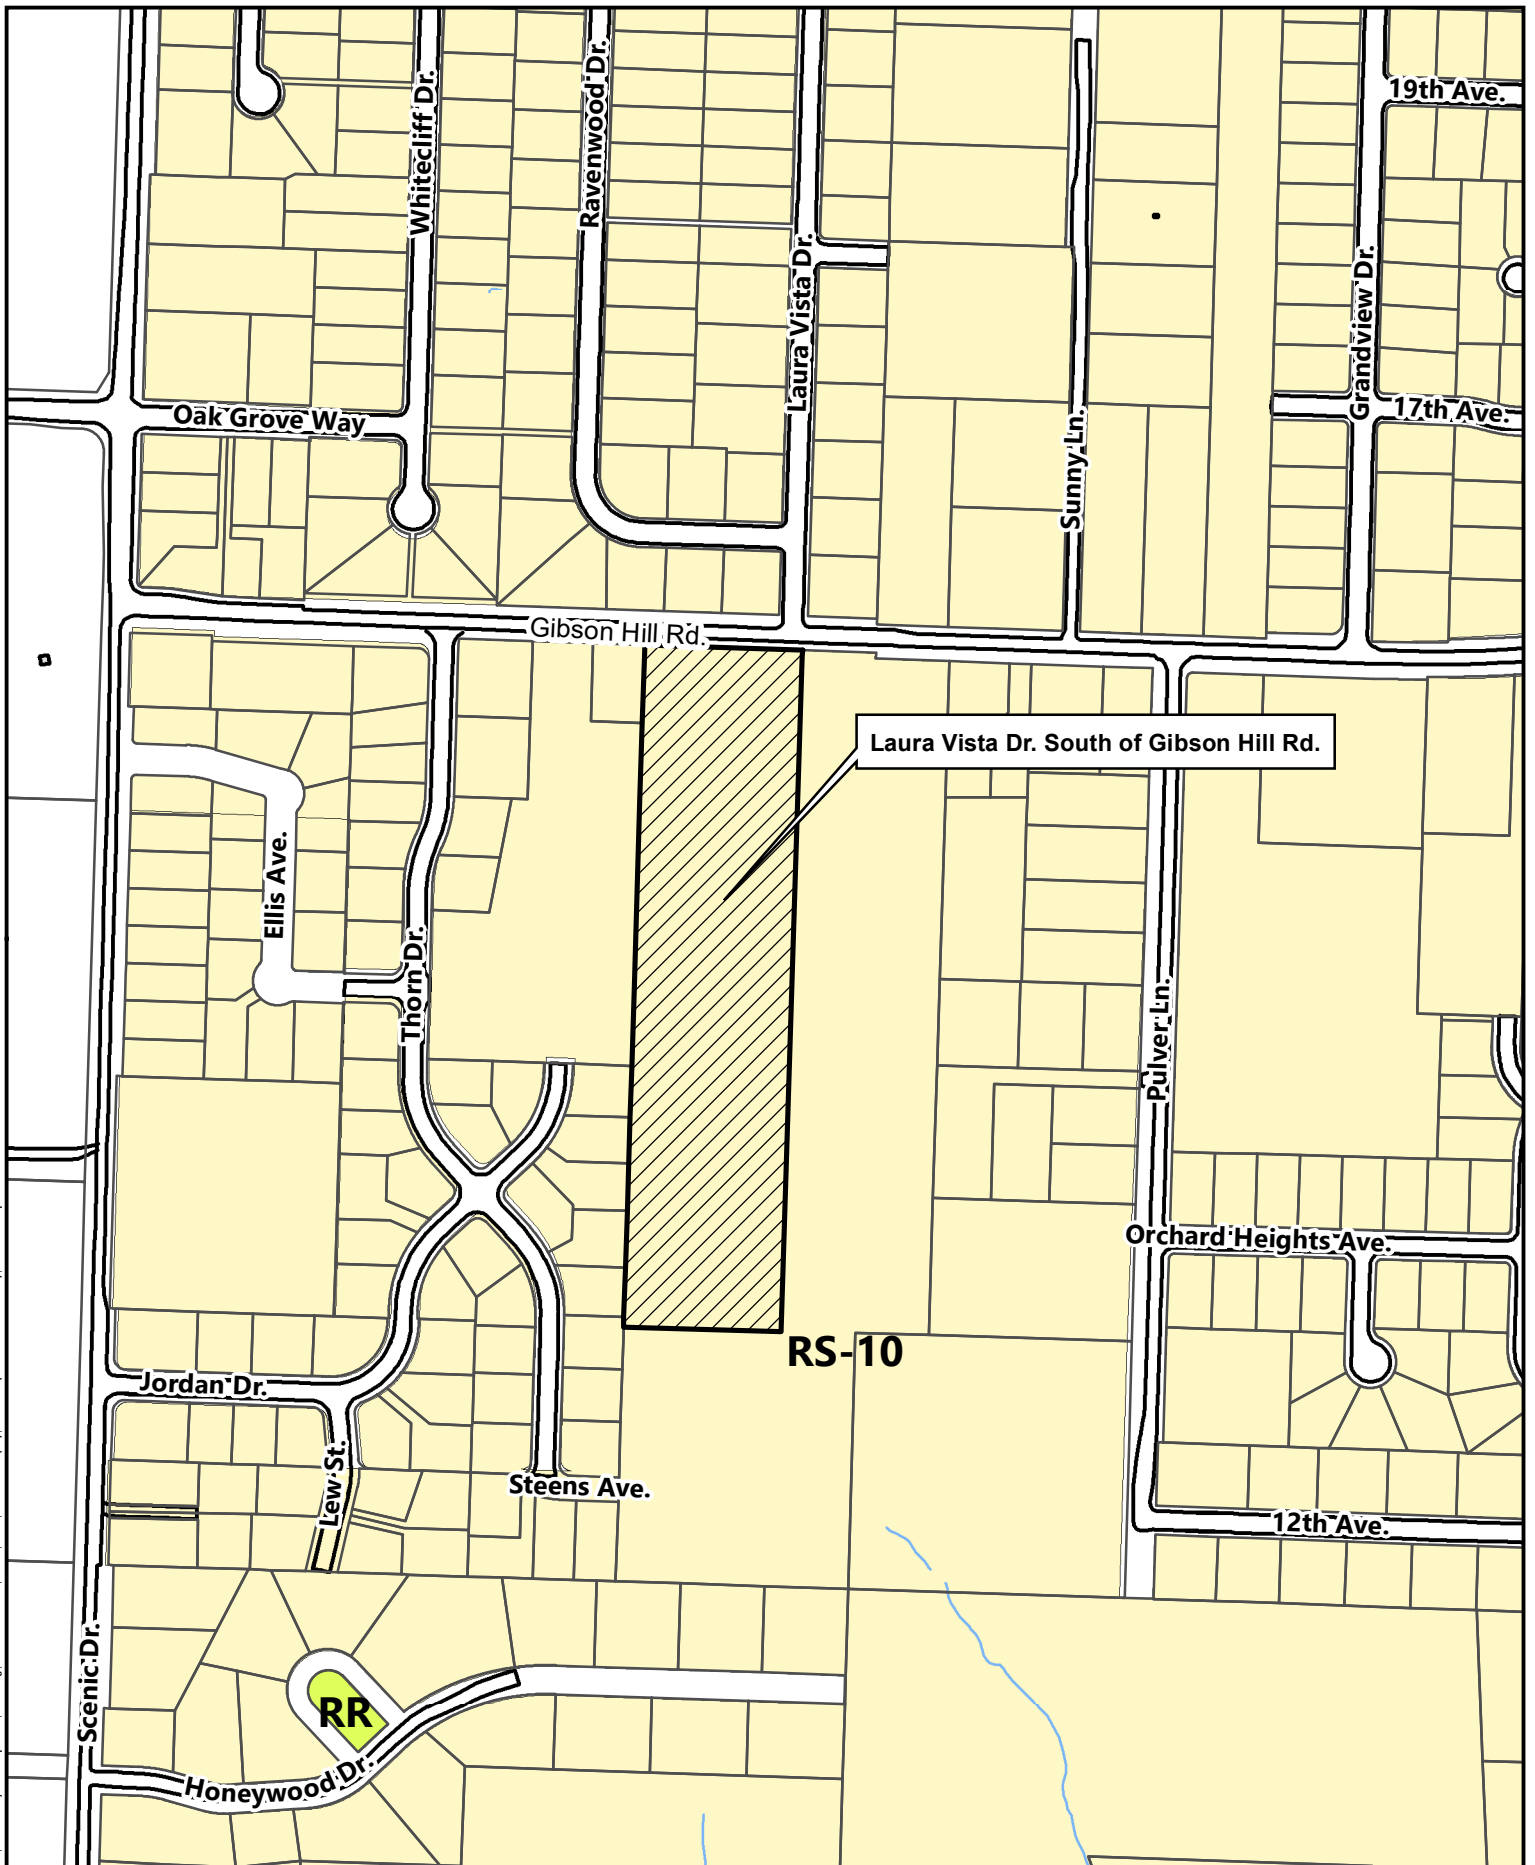 19th Ave.
Whitecliff Dr.
Ravenwood Dr.
Laura Vista Dr.
Grandview Dr.
Oak Grove Way
17th Ave.
Sunny Ln.
Gibson Hill Rd.
Laura Vista Dr. South of Gibson Hill Rd.
Ellis Ave.
Thorn Dr.
Pulver Ln.
Orchard Heights Ave.
RS-10
Jordan Dr.
Lew St.
Steens Ave.
12th Ave.
Scenic Dr.
RR
Honeywood Dr.